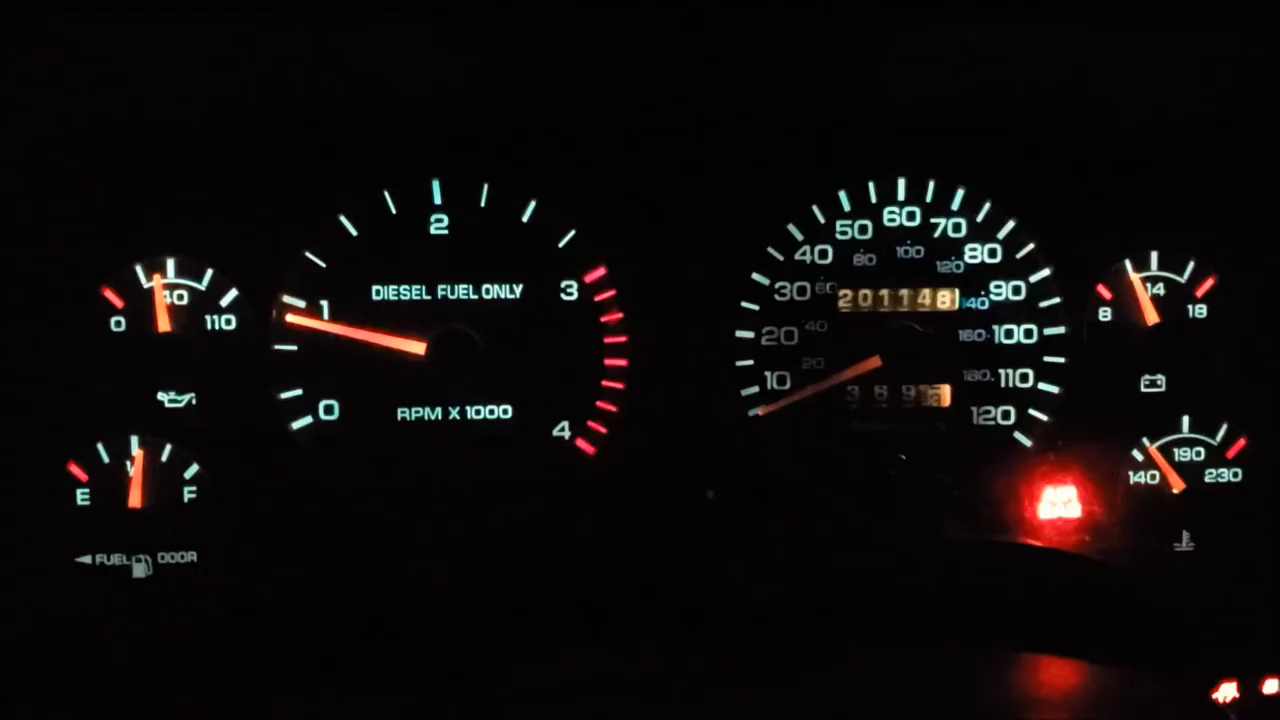 0 40 110
E F
◄ FUEL DOOR
0 1 2 3 4
DIESEL FUEL ONLY
RPM X 1000
10 20 30 40 50 60 70 80 90 100 110 120
20 40 60 80 100 120 140 160 180
201148
369
8 14 18
140 190 230